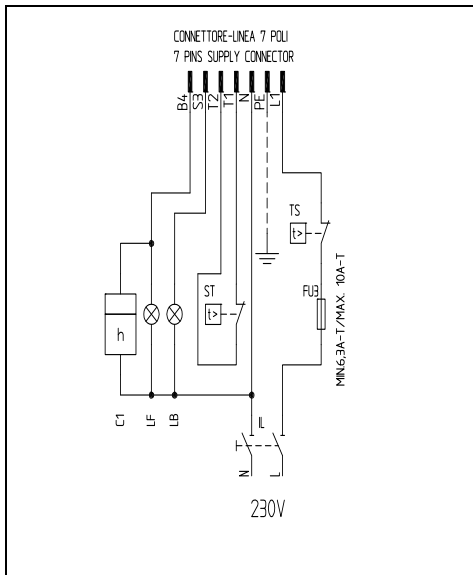 CONNETTORE-LINEA 7 POLI
7 PINS SUPPLY CONNECTOR
B4
S3
T2
T1
N
PE
L1
TS
t>
ST
t>
FU3
MIN.6,3A-T/MAX. 10A-T
h
C1
LF
LB
IL
N
L
230V